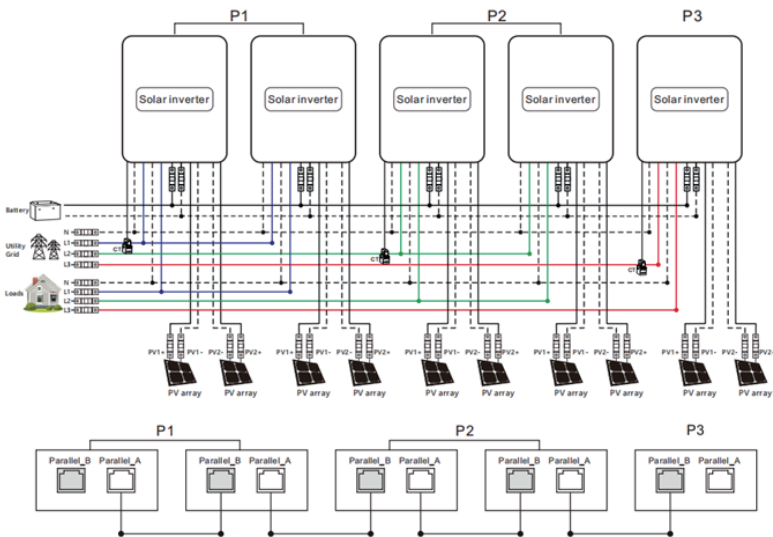 P1 P2 P3
Solar inverter Solar inverter Solar inverter Solar inverter Solar inverter
Battery
Utility
Grid
N
L1
L2
L3
CT CT CT
Loads
N
L1
L2
L3
PV1+ PV1- PV2- PV2+ PV1+ PV1- PV2- PV2+ PV1+ PV1- PV2- PV2+ PV1+ PV1- PV2- PV2+ PV1+ PV1- PV2- PV2+
PV array PV array PV array PV array PV array PV array PV array PV array PV array PV array
P1 P2 P3
Parallel_B Parallel_A Parallel_B Parallel_A Parallel_B Parallel_A Parallel_B Parallel_A Parallel_B Parallel_A